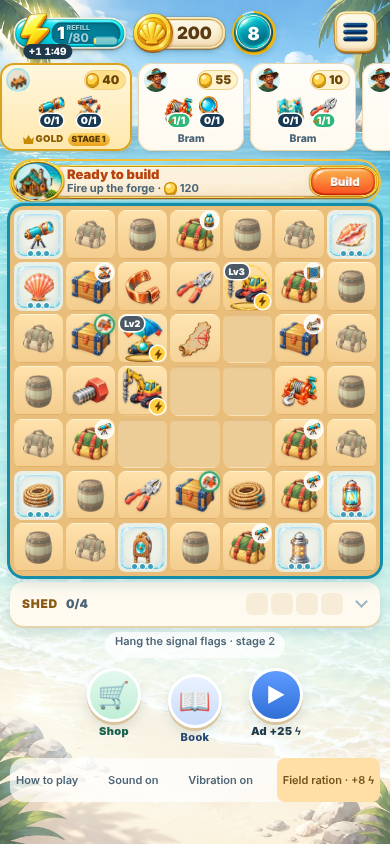 1 REFILL /80
+1 1:49
200
8
40
0/1 0/1
GOLD STAGE 1
55
1/1 0/1
Bram
10
0/1 1/1
Bram
Ready to build
Fire up the forge · 120
Build
Lv3
Lv2
SHED 0/4
Hang the signal flags · stage 2
Shop
Book
Ad +25 ϟ
How to play
Sound on
Vibration on
Field ration · +8 ϟ